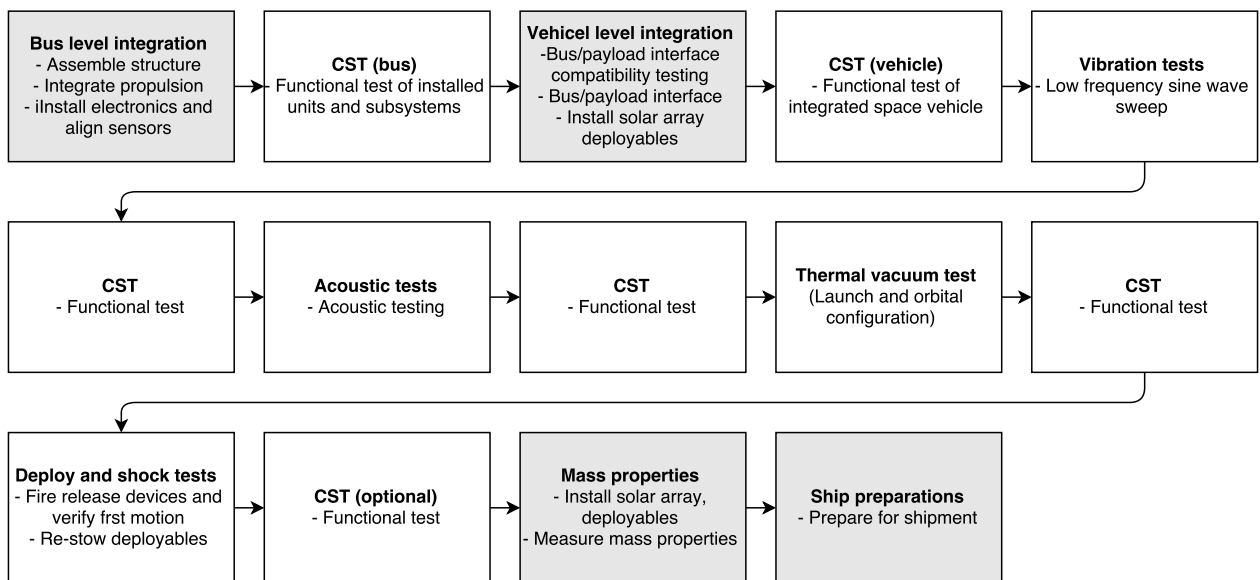 Bus level integration
- Assemble structure
- Integrate propulsion
- iInstall electronics and
align sensors
CST (bus)
- Functional test of installed
units and subsystems
Vehicel level integration
-Bus/payload interface
compatibility testing
- Bus/payload interface
- Install solar array
deployables
CST (vehicle)
- Functional test of
integrated space vehicle
Vibration tests
- Low frequency sine wave
sweep
CST
- Functional test
Acoustic tests
- Acoustic testing
CST
- Functional test
Thermal vacuum test
(Launch and orbital
configuration)
CST
- Functional test
Deploy and shock tests
- Fire release devices and
verify frst motion
- Re-stow deployables
CST (optional)
- Functional test
Mass properties
- Install solar array,
deployables
- Measure mass properties
Ship preparations
- Prepare for shipment